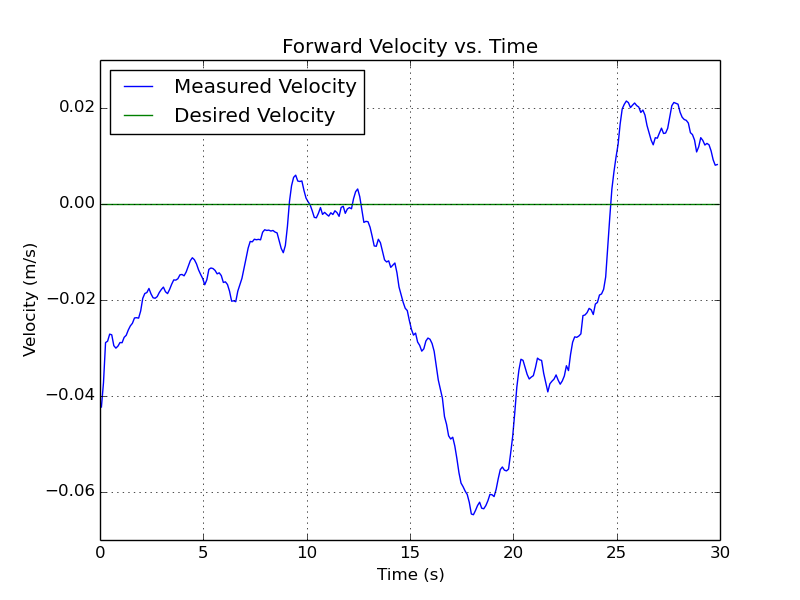 Forward Velocity vs. Time
Measured Velocity
Desired Velocity
0.02
0.00
−0.02
−0.04
−0.06
Velocity (m/s)
0 5 10 15 20 25 30
Time (s)